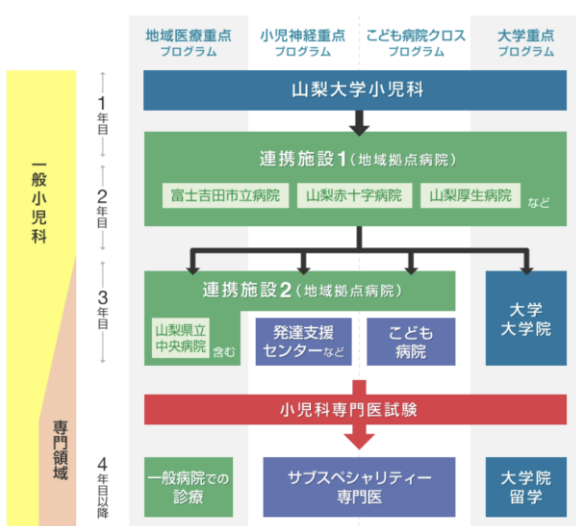 地域医療重点
プログラム
小児神経重点
プログラム
こども病院クロス
プログラム
大学重点
プログラム
一般小児科
専門領域
1年目
2年目
3年目
4年目以降
山梨大学小児科
連携施設1(地域拠点病院)
富士吉田市立病院
山梨赤十字病院
山梨厚生病院
など
連携施設2(地域拠点病院)
山梨県立
中央病院
含む
発達支援
センターなど
こども
病院
大学
大学院
小児科専門医試験
一般病院での
診療
サブスペシャリティー
専門医
大学院
留学